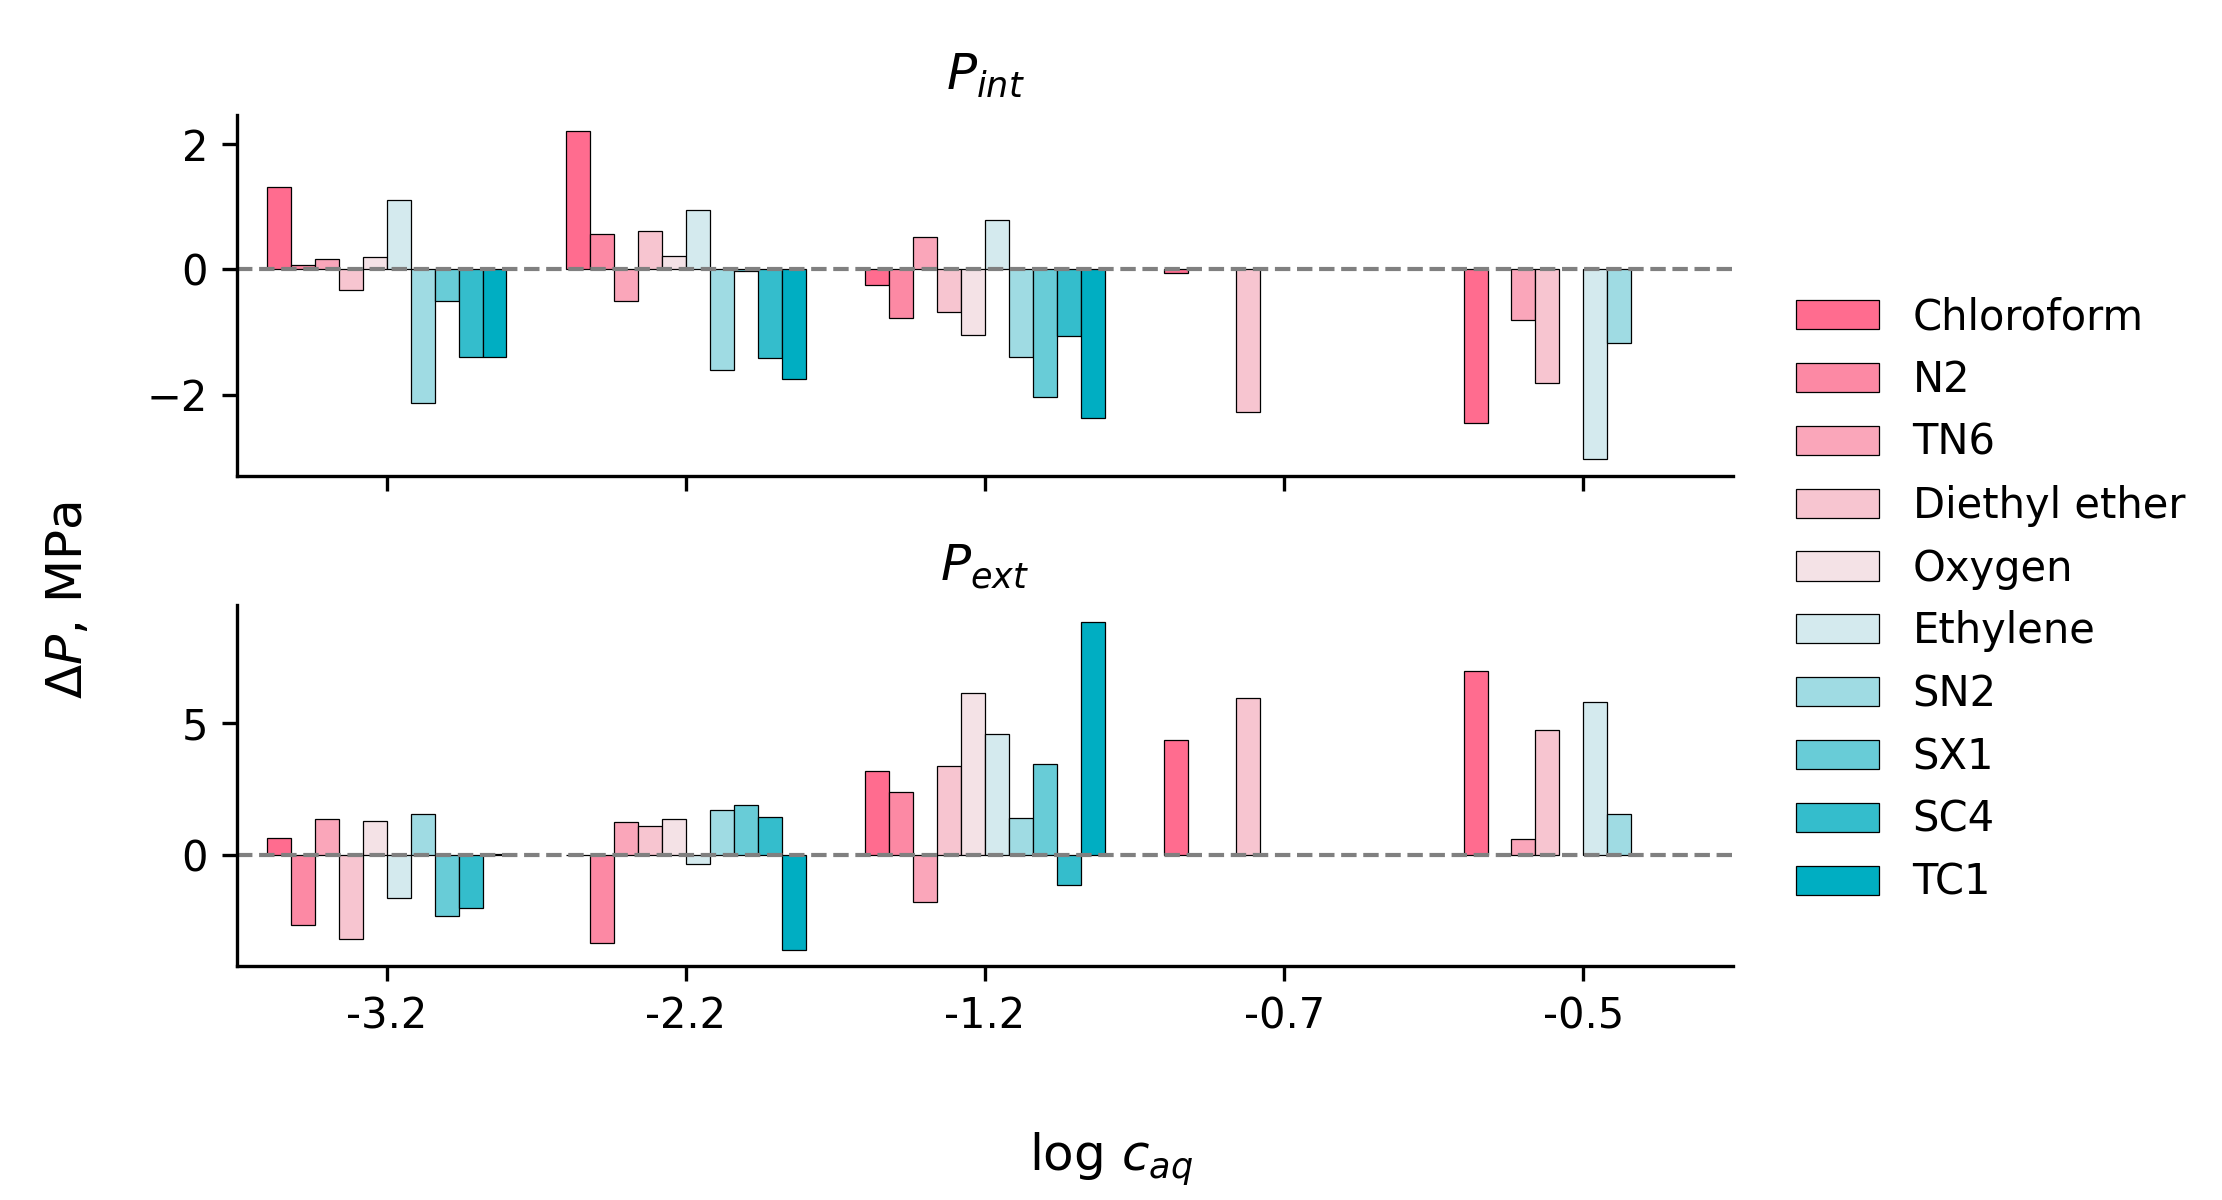 P_int
2
0
−2
P_ext
5
0
-3.2 -2.2 -1.2 -0.7 -0.5
ΔP, MPa
log c_aq
Chloroform
N2
TN6
Diethyl ether
Oxygen
Ethylene
SN2
SX1
SC4
TC1